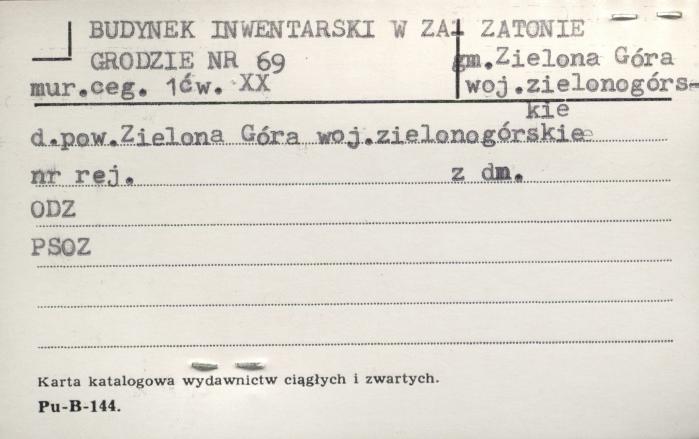 BUDYNEK INWENTARSKI W ZA ZATONIE
GRODZIE NR 69 gm.Zielona Góra
mur.ceg. 1ćw. XX woj.zielonogórs-
kie
d.pow.Zielona Góra woj.zielonogórskie
nr rej. z dn.
ODZ
PSOZ
Karta katalogowa wydawnictw ciągłych i zwartych.
Pu-B-144.